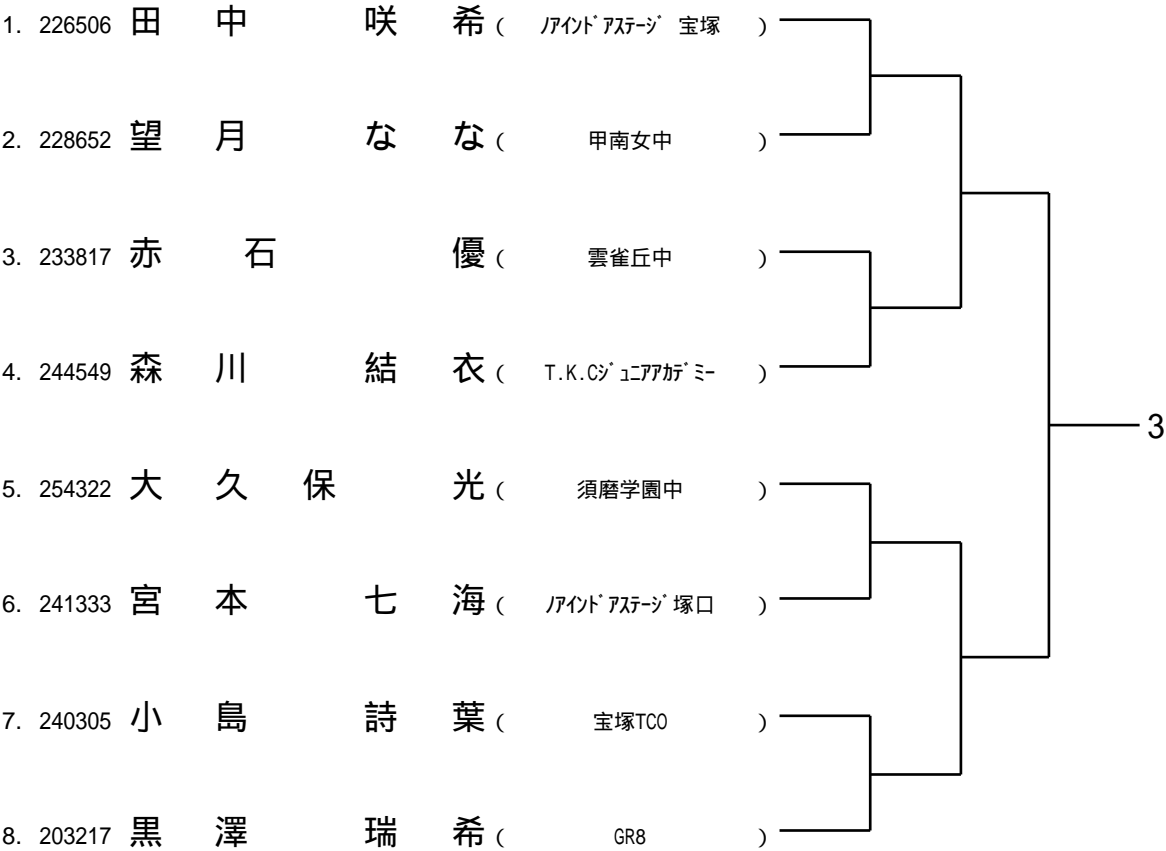 1. 226506 田中 咲希 ( ﾉｱｲﾝﾄﾞｱｽﾃｰｼﾞ 宝塚 )
2. 228652 望月 なな ( 甲南女中 )
3. 233817 赤石 優 ( 雲雀丘中 )
4. 244549 森川 結衣 ( T.K.Cｼﾞｭﾆｱｱｶﾃﾞﾐｰ )
3
5. 254322 大久保 光 ( 須磨学園中 )
6. 241333 宮本 七海 ( ﾉｱｲﾝﾄﾞｱｽﾃｰｼﾞ塚口 )
7. 240305 小島 詩葉 ( 宝塚TCO )
8. 203217 黒澤 瑞希 ( GR8 )